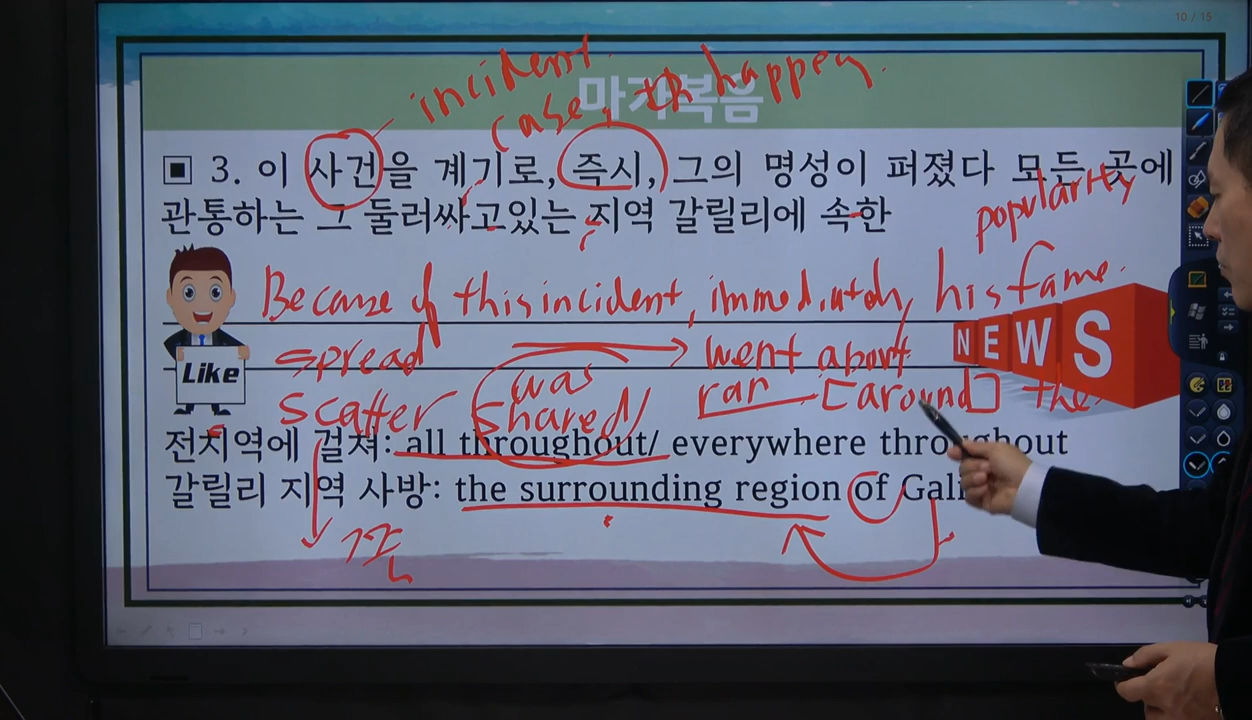 10 / 15
incident.
case, th happen.
마가복음
▣ 3. 이 사건을 계기로, 즉시, 그의 명성이 퍼졌다 모든 곳에
관통하는 그 둘러싸고있는 지역 갈릴리에 속한
popularity
Because of this incident, immediately, his fame.
spread → went about
NEWS
Like
scatter was shared/ ran [around] the
전지역에 걸쳐: all throughout/ everywhere throughout
갈릴리 지역 사방: the surrounding region of Gali